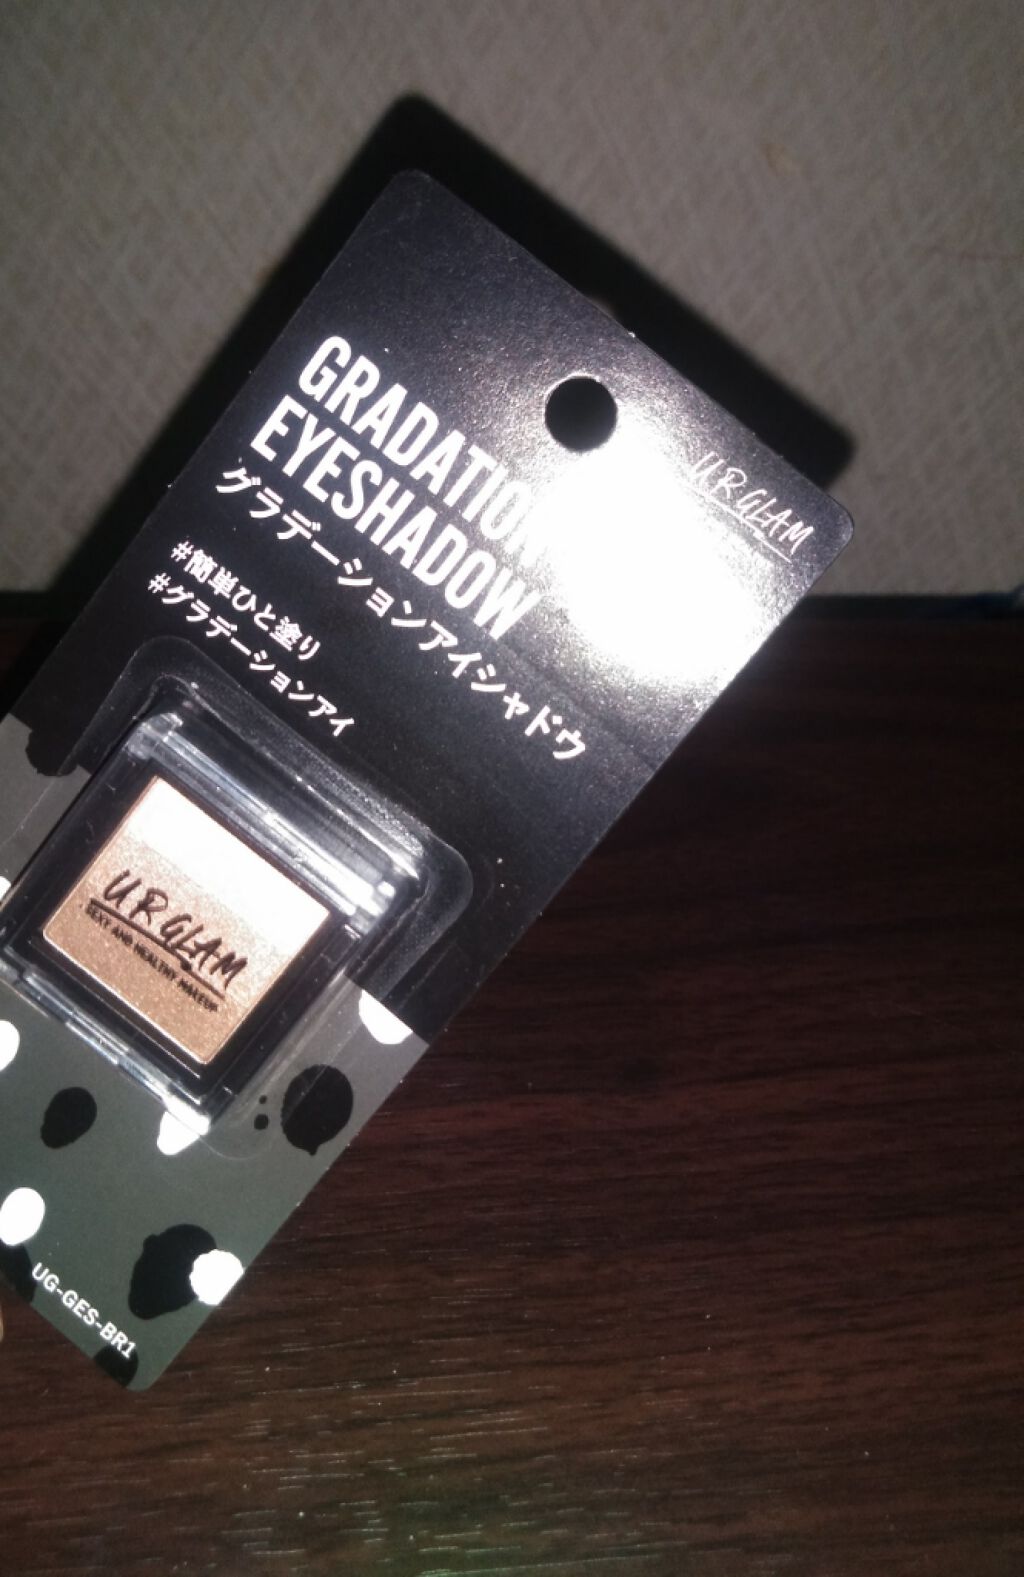 GRADATION
EYESHADOW
グラデーションアイシャドウ
#簡単ひと塗り
#グラデーションアイ
U R GLAM
U R GLAM
SEXY AND HEALTHY MAKEUP
UG-GES-BR1